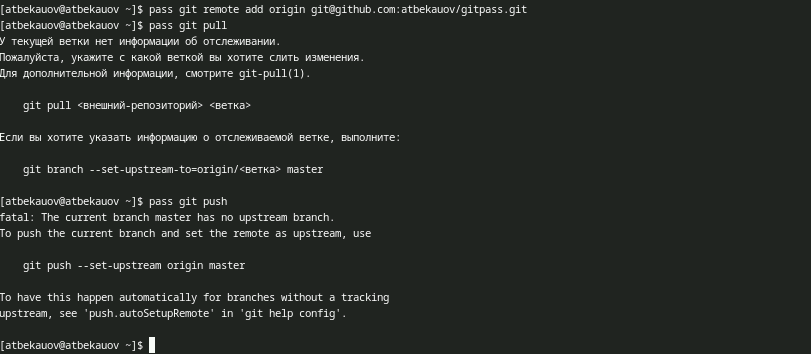 [atbekauov@atbekauov ~]$ pass git remote add origin git@github.com:atbekauov/gitpass.git
[atbekauov@atbekauov ~]$ pass git pull
У текущей ветки нет информации об отслеживании.
Пожалуйста, укажите с какой веткой вы хотите слить изменения.
Для дополнительной информации, смотрите git-pull(1).
git pull <внешний-репозиторий> <ветка>
Если вы хотите указать информацию о отслеживаемой ветке, выполните:
git branch --set-upstream-to=origin/<ветка> master
[atbekauov@atbekauov ~]$ pass git push
fatal: The current branch master has no upstream branch.
To push the current branch and set the remote as upstream, use
git push --set-upstream origin master
To have this happen automatically for branches without a tracking
upstream, see 'push.autoSetupRemote' in 'git help config'.
[atbekauov@atbekauov ~]$